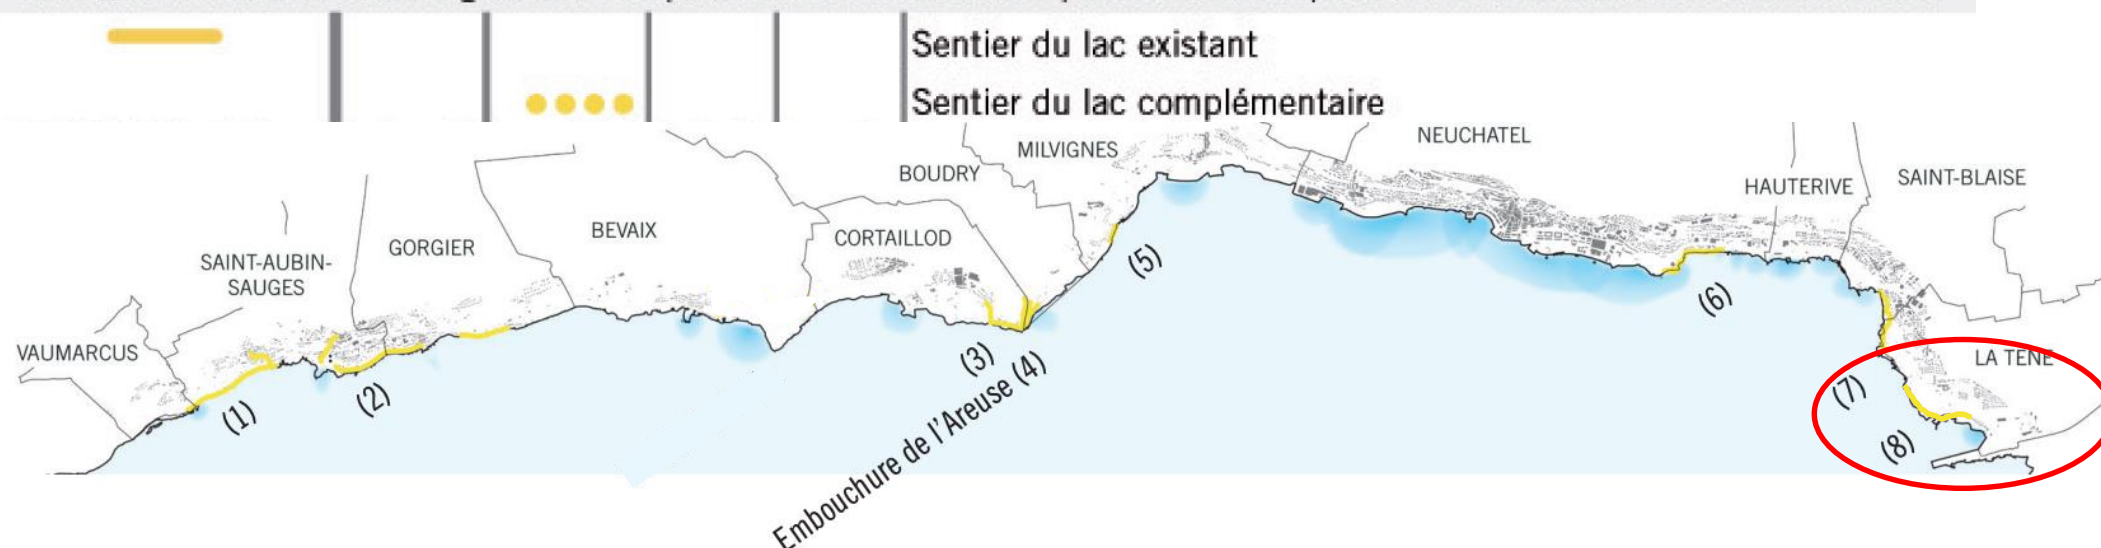 Sentier du lac existant
Sentier du lac complémentaire
NEUCHATEL
MILVIGNES
BOUDRY
SAINT-BLAISE
HAUTERIVE
BEVAIX
CORTAILLOD
GORGIER
SAINT-AUBIN-
SAUGES
VAUMARCUS
LA TENE
(1)
(2)
(3)
Embouchure de l'Areuse (4)
(5)
(6)
(7)
(8)